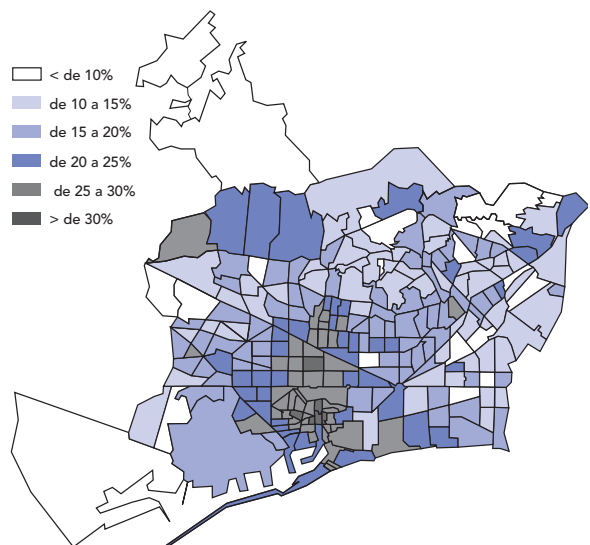 < de 10%
de 10 a 15%
de 15 a 20%
de 20 a 25%
de 25 a 30%
> de 30%